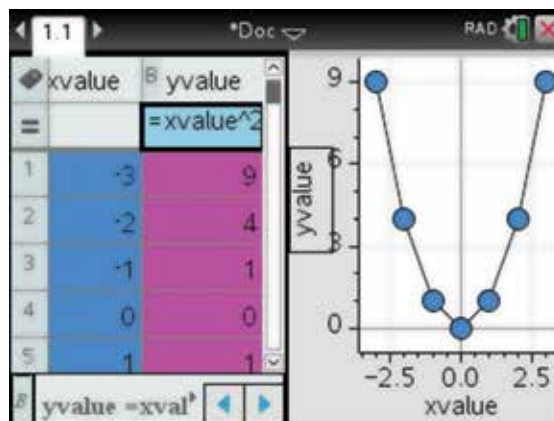 1.1 *Doc RAD
xvalue B yvalue
= =xvalue^2
1 -3 9
2 -2 4
3 -1 1
4 0 0
5 1 1
B yvalue =xval
9
6
3
0
yvalue
-2.5 0.0 2.5
xvalue